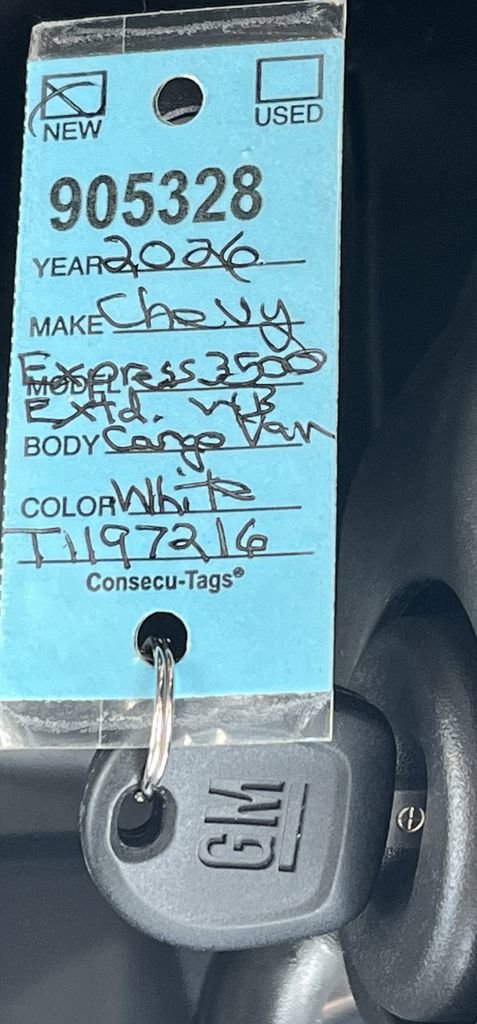 NEW USED
905328
YEAR 2026
MAKE Chevy
MODEL Express 3500
Extd. WB
BODY Cargo Van
COLOR White
T1197216
Consecu-Tags®
GM